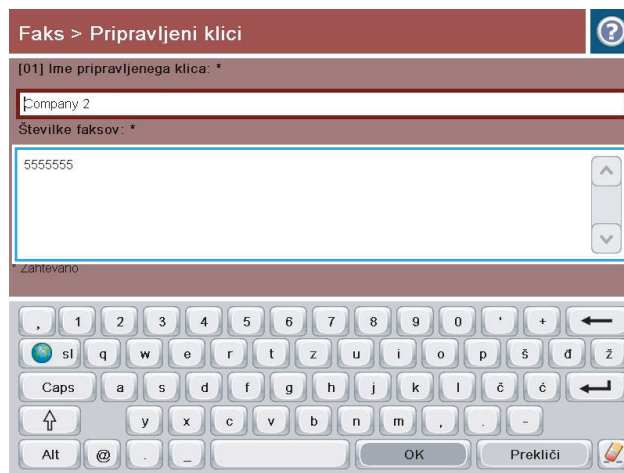 Faks > Pripravljeni klici ?
[01] Ime pripravljenega klica: *
Company 2
Številke faksov: *
5555555
* Zahtevano
, 1 2 3 4 5 6 7 8 9 0 ' +
sl q w e r t z u i o p š đ ž
Caps a s d f g h j k l č ć
y x c v b n m , . -
Alt @ . _ OK Prekliči